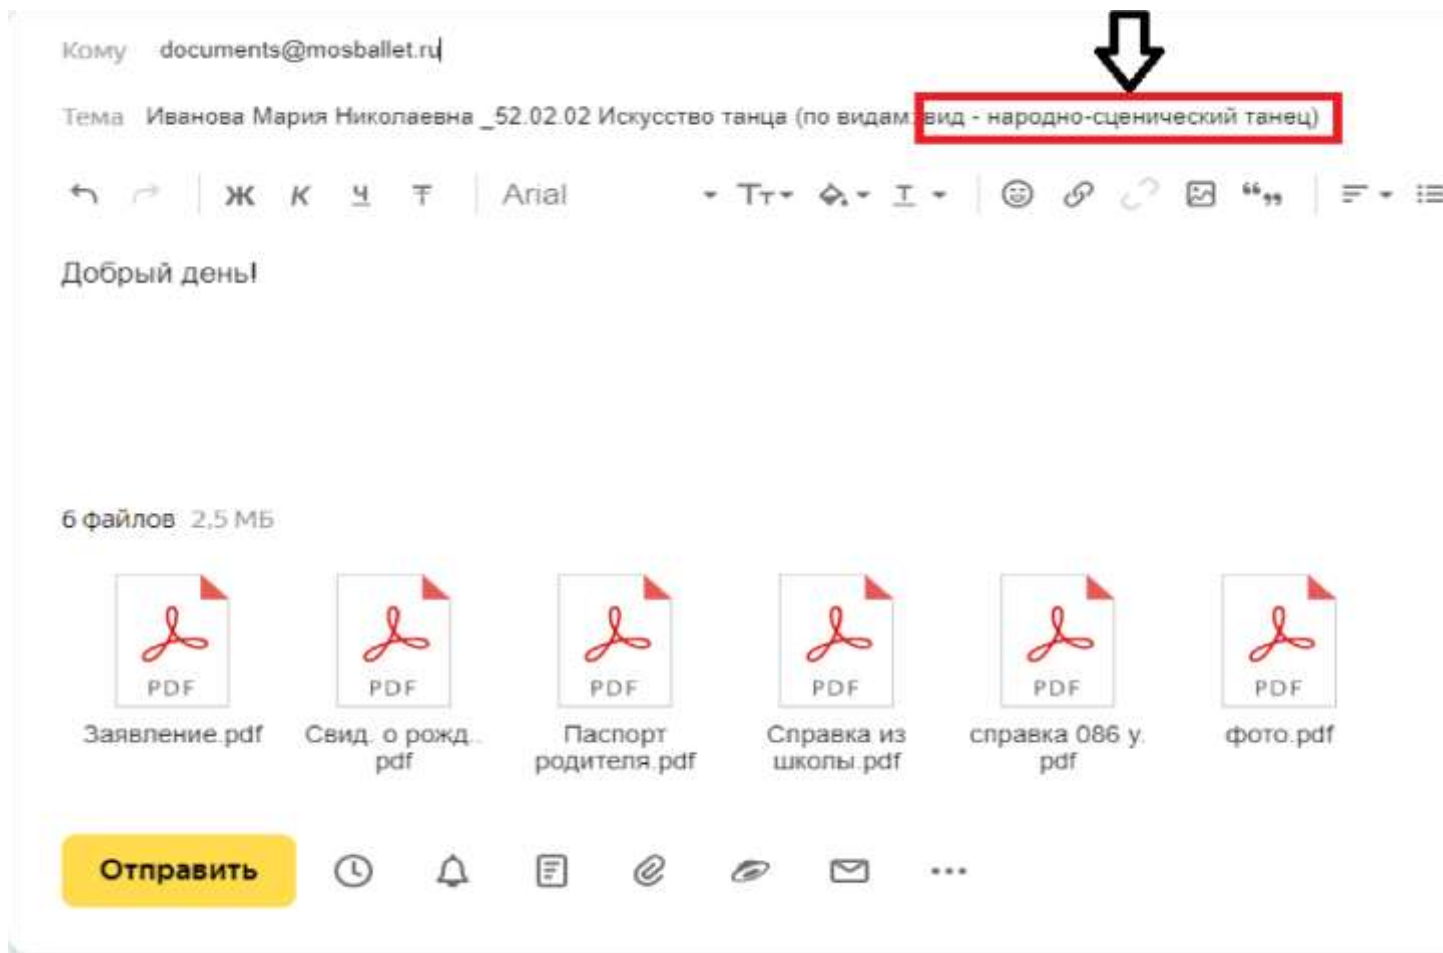 Кому documents@mosballet.ru
Тема Иванова Мария Николаевна _52.02.02 Искусство танца (по видам: вид - народно-сценический танец)
Ж К Ч Т Arial Тт Т
Добрый день!
6 файлов 2,5 МБ
PDF PDF PDF PDF PDF PDF
Заявление.pdf Свид. о рожд.. Паспорт Справка из справка 086 у. фото.pdf
pdf родителя.pdf школы.pdf pdf
Отправить